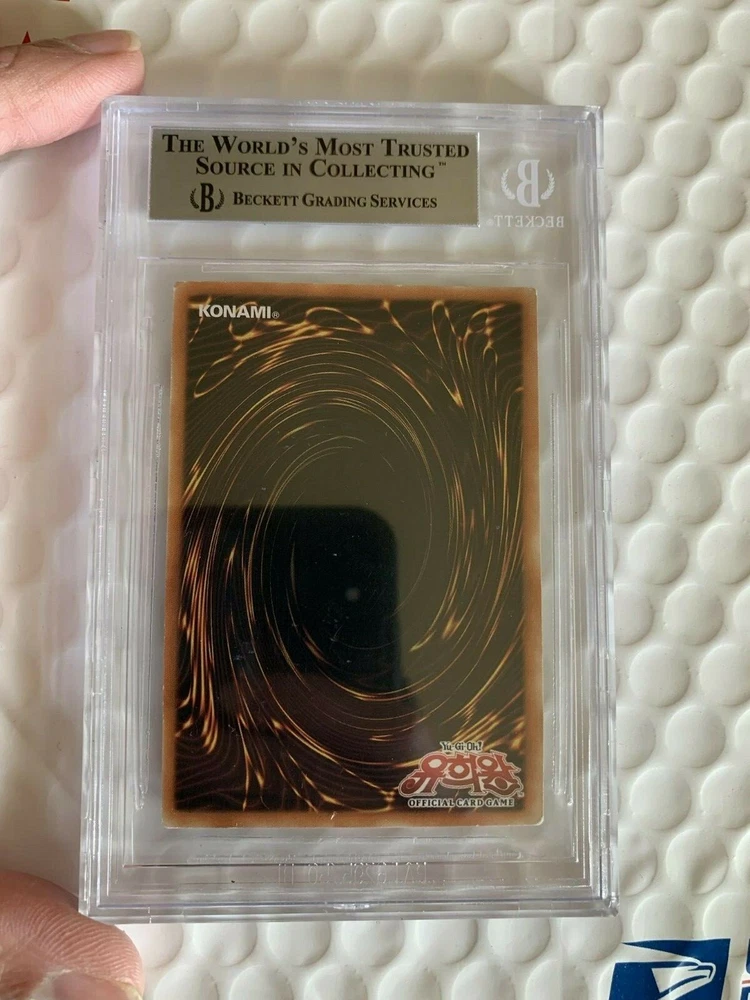 THE WORLD'S MOST TRUSTED
SOURCE IN COLLECTING™
B BECKETT GRADING SERVICES
B
BECKETT®
KONAMI®
Yu-Gi-Oh!
유희왕
OFFICIAL CARD GAME